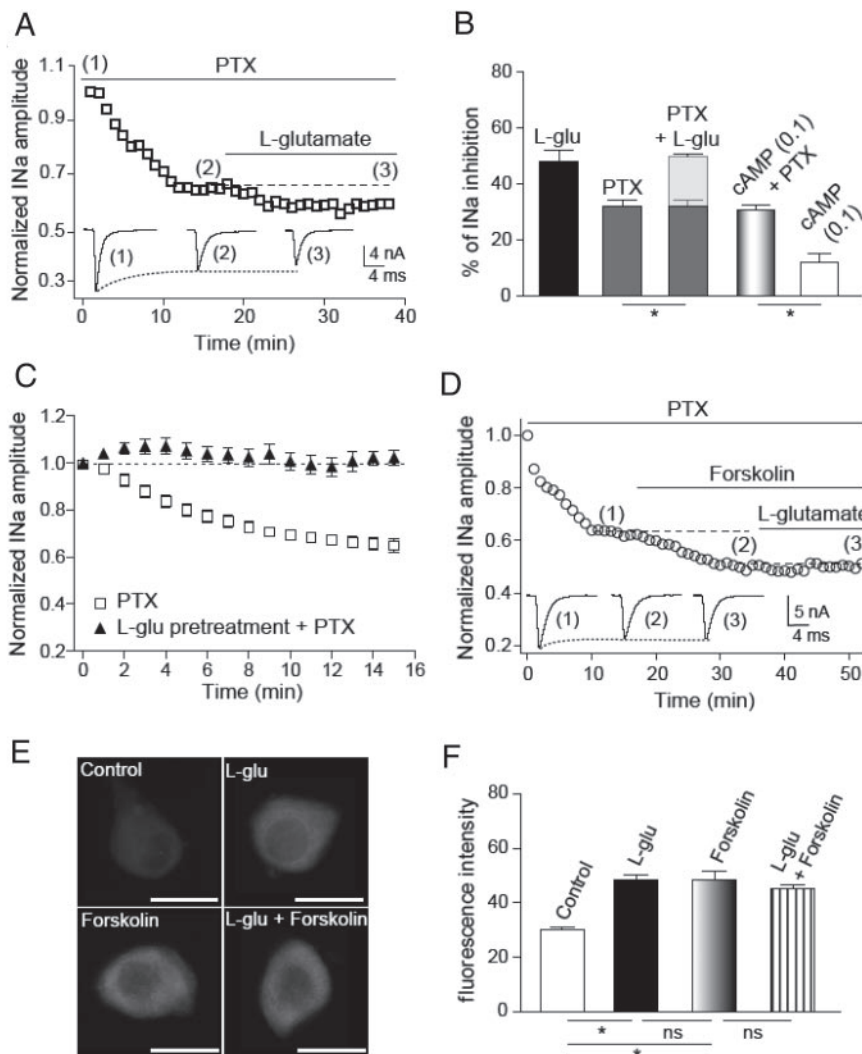 A
Normalized INa amplitude
1.1
0.9
0.7
0.5
0.3
(1)
PTX
L-glutamate
(2)
(3)
(1)
(2)
(3)
4 nA
4 ms
0
10
20
30
40
Time (min)
B
% of INa inhibition
80
60
40
20
0
L-glu
PTX
PTX
+ L-glu
cAMP (0.1)
+ PTX
cAMP
(0.1)
*
*
C
Normalized INa amplitude
1.2
1.0
0.8
0.6
0.4
PTX
L-glu pretreatment + PTX
0
2
4
6
8
10
12
14
16
Time (min)
D
Normalized INa amplitude
1.0
0.8
0.6
0.4
0.2
PTX
Forskolin
L-glutamate
(1)
(2)
(3)
(1)
(2)
(3)
5 nA
4 ms
0
10
20
30
40
50
Time (min)
E
Control
L-glu
Forskolin
L-glu + Forskolin
F
fluorescence intensity
80
60
40
20
0
Control
L-glu
Forskolin
L-glu
+ Forskolin
*
ns
ns
*